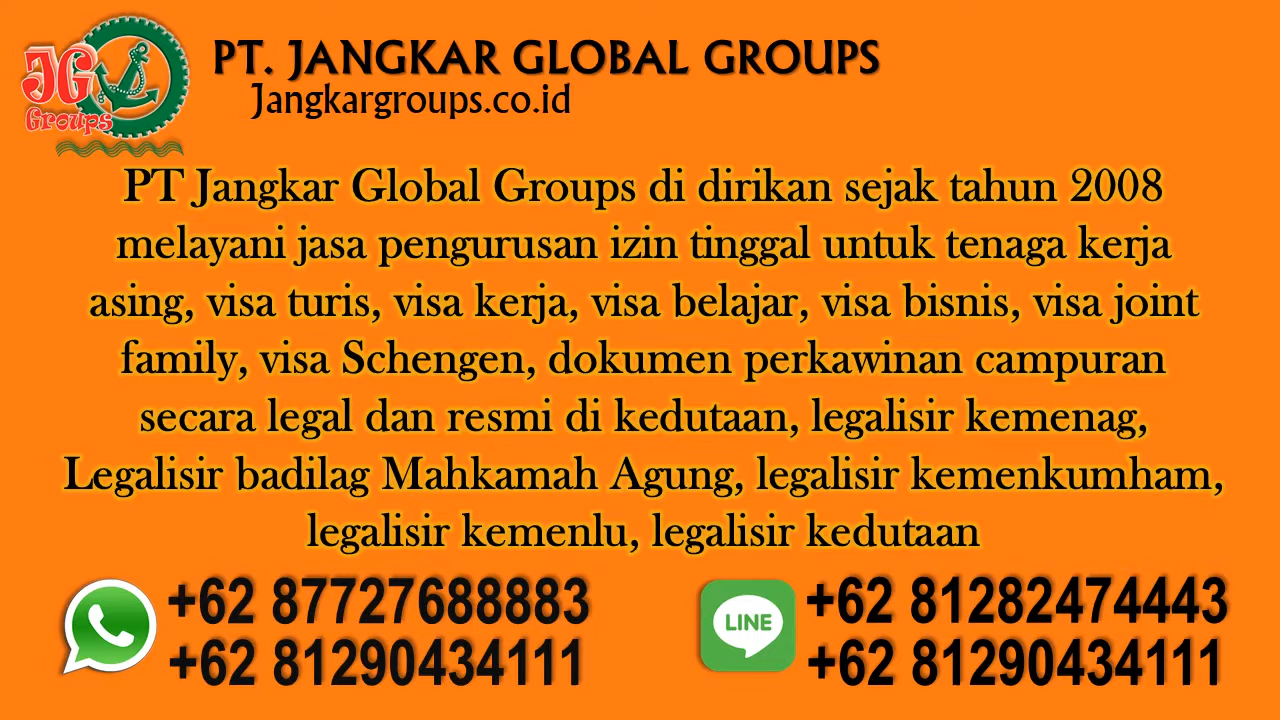 JG
Groups
PT. JANGKAR GLOBAL GROUPS
Jangkargroups.co.id
PT Jangkar Global Groups di dirikan sejak tahun 2008
melayani jasa pengurusan izin tinggal untuk tenaga kerja
asing, visa turis, visa kerja, visa belajar, visa bisnis, visa joint
family, visa Schengen, dokumen perkawinan campuran
secara legal dan resmi di kedutaan, legalisir kemenag,
Legalisir badilag Mahkamah Agung, legalisir kemenkumham,
legalisir kemenlu, legalisir kedutaan
+62 87727688883
+62 81290434111
LINE
+62 81282474443
+62 81290434111